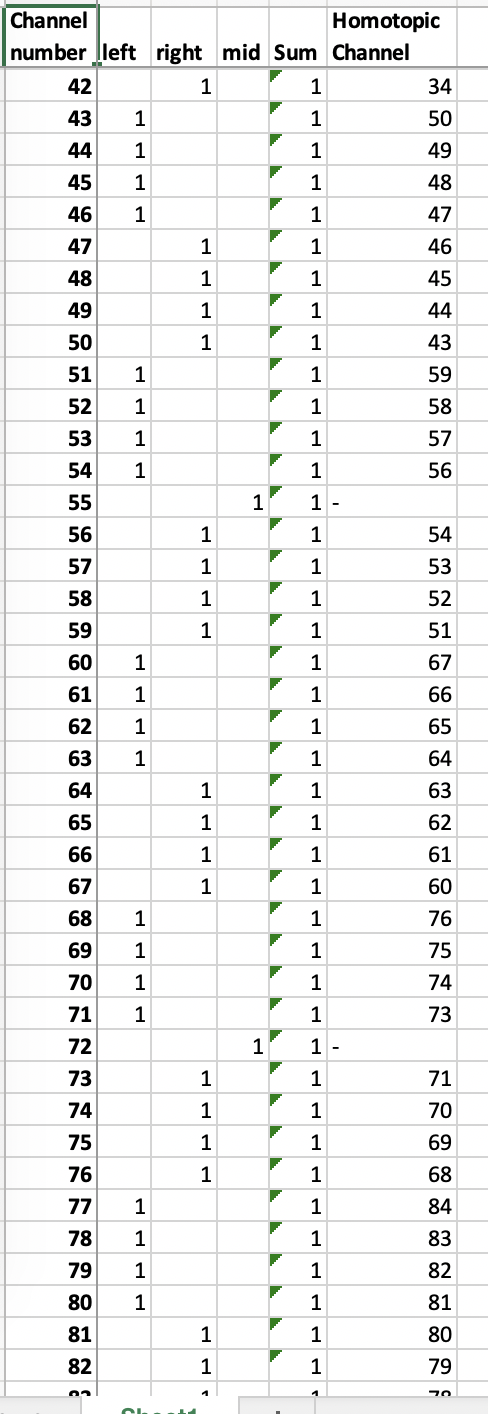 Channel number left right mid Sum Homotopic Channel
42 1 1 34
43 1 1 50
44 1 1 49
45 1 1 48
46 1 1 47
47 1 1 46
48 1 1 45
49 1 1 44
50 1 1 43
51 1 1 59
52 1 1 58
53 1 1 57
54 1 1 56
55 1 1 -
56 1 1 54
57 1 1 53
58 1 1 52
59 1 1 51
60 1 1 67
61 1 1 66
62 1 1 65
63 1 1 64
64 1 1 63
65 1 1 62
66 1 1 61
67 1 1 60
68 1 1 76
69 1 1 75
70 1 1 74
71 1 1 73
72 1 1 -
73 1 1 71
74 1 1 70
75 1 1 69
76 1 1 68
77 1 1 84
78 1 1 83
79 1 1 82
80 1 1 81
81 1 1 80
82 1 1 79
Sheet1